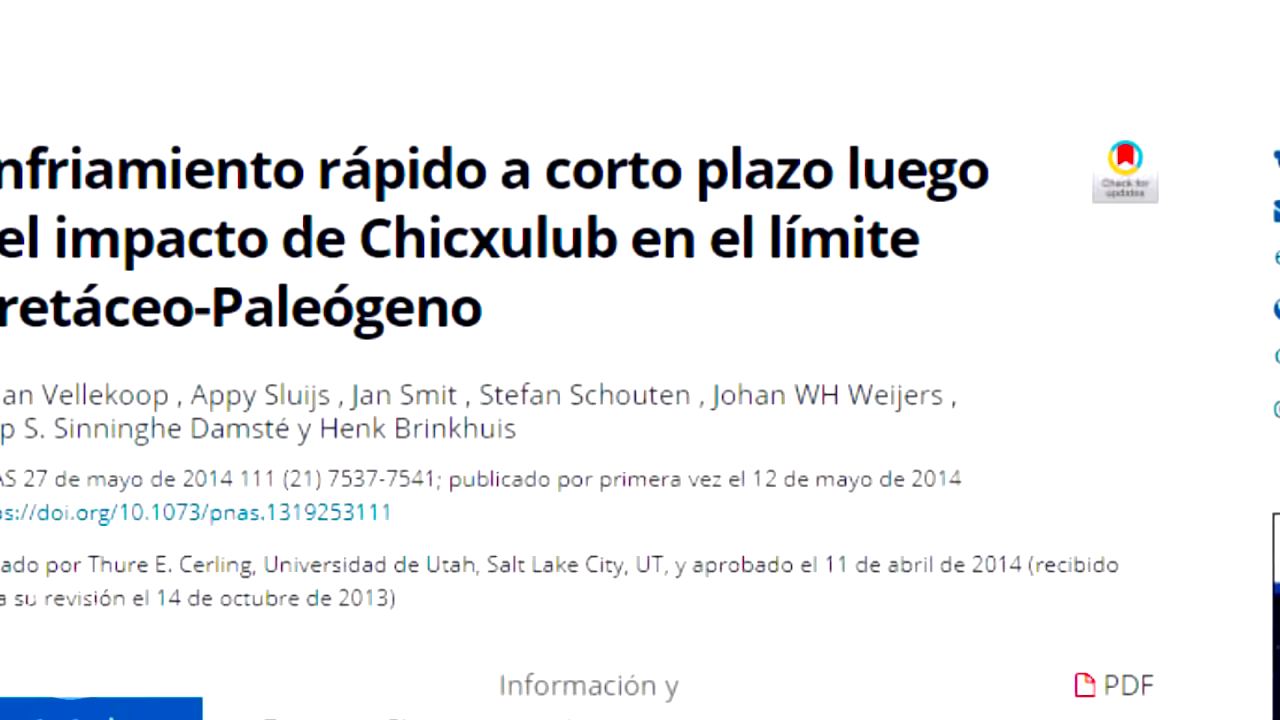 nfriamiento rápido a corto plazo luego
el impacto de Chicxulub en el límite
retáceo-Paleógeno
Check for
updates
an Vellekoop , Appy Sluijs , Jan Smit , Stefan Schouten , Johan WH Weijers ,
p S. Sinninghe Damsté y Henk Brinkhuis
AS 27 de mayo de 2014 111 (21) 7537-7541; publicado por primera vez el 12 de mayo de 2014
os://doi.org/10.1073/pnas.1319253111
ado por Thure E. Cerling, Universidad de Utah, Salt Lake City, UT, y aprobado el 11 de abril de 2014 (recibido
a su revisión el 14 de octubre de 2013)
Información y
PDF